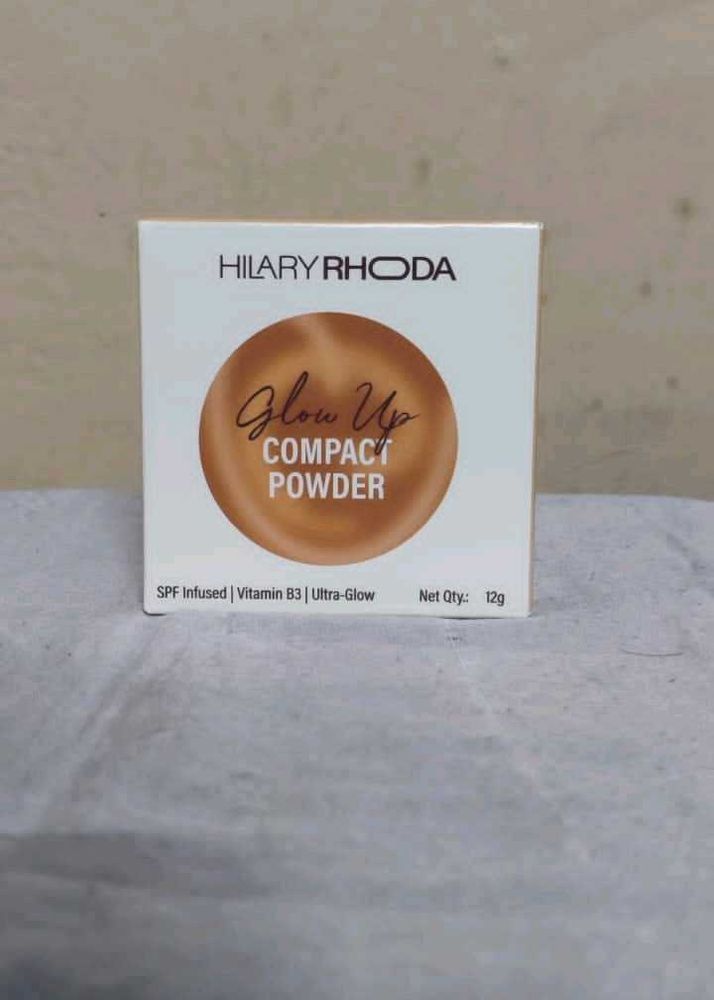 HILARY RHODA
Glow Up
COMPACT
POWDER
SPF Infused | Vitamin B3 | Ultra-Glow Net Qty.: 12g